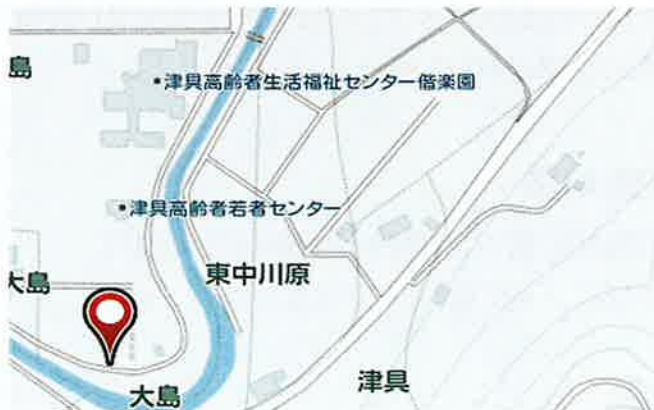 島
津具高齢者生活福祉センター偕楽園
津具高齢者若者センター
東中川原
大島
大島
津具